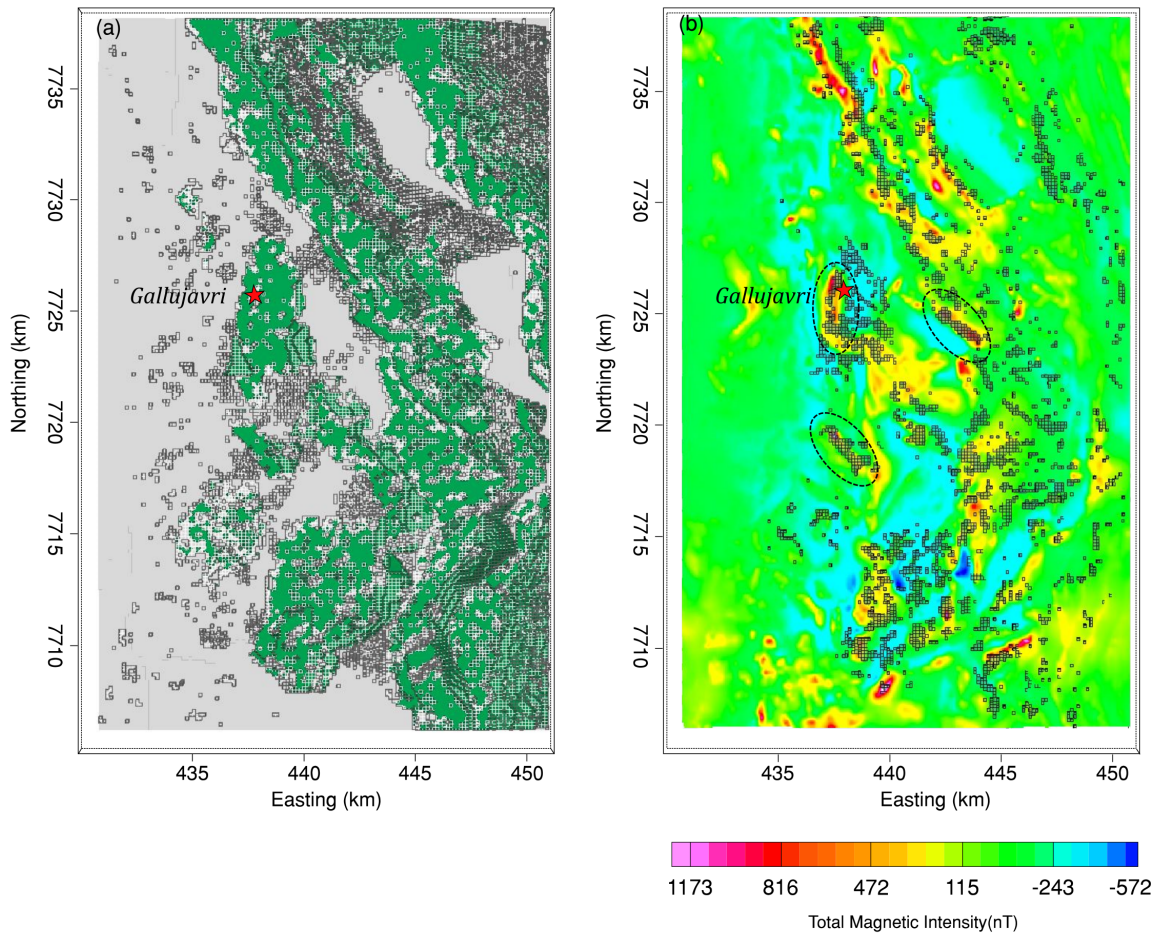 (a)
Gallujavri
7735
7730
7725
7720
7715
7710
Northing (km)
435 440 445 450
Easting (km)
(b)
Gallujavri
7735
7730
7725
7720
7715
7710
Northing (km)
435 440 445 450
Easting (km)
1173 816 472 115 -243 -572
Total Magnetic Intensity(nT)